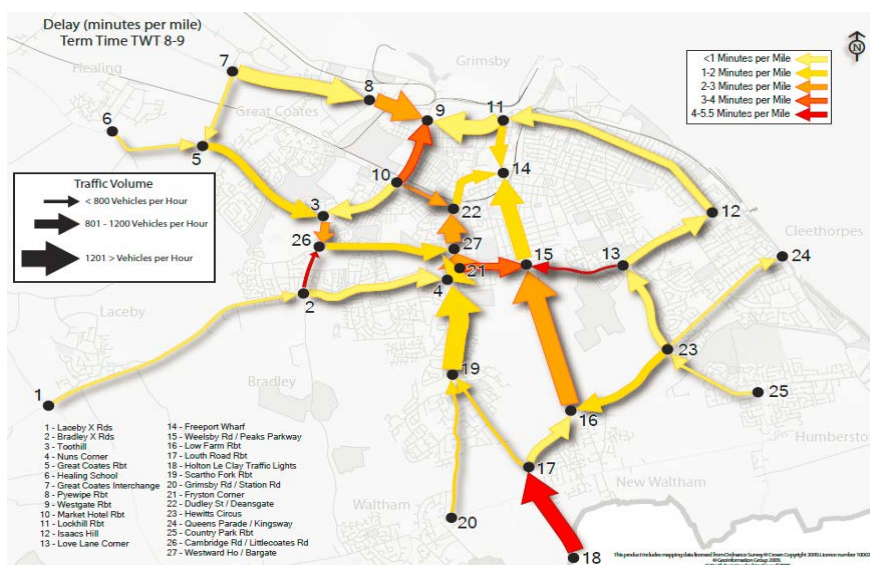 Delay (minutes per mile)
Term Time TWT 8-9
Healing
Grimsby
Great Coates
Cleethorpes
Laceby
Bradley
Waltham
New Waltham
Humberston
<1 Minutes per Mile
1-2 Minutes per Mile
2-3 Minutes per Mile
3-4 Minutes per Mile
4-5.5 Minutes per Mile
N
Traffic Volume
< 800 Vehicles per Hour
801 - 1200 Vehicles per Hour
1201 > Vehicles per Hour
7
8
9
11
6
5
10
14
3
22
12
26
27
24
21
15
13
4
2
19
23
1
25
16
17
20
18
1 - Laceby X Rds
2 - Bradley X Rds
3 - Toothill
4 - Nuns Corner
5 - Great Coates Rbt
6 - Healing School
7 - Great Coates Interchange
8 - Pyewipe Rbt
9 - Westgate Rbt
10 - Market Hotel Rbt
11 - Lockhill Rbt
12 - Isaacs Hill
13 - Love Lane Corner
14 - Freeport Wharf
15 - Weelsby Rd / Peaks Parkway
16 - Low Farm Rbt
17 - Louth Road Rbt
18 - Holton Le Clay Traffic Lights
19 - Scartho Fork Rbt
20 - Grimsby Rd / Station Rd
21 - Fryston Corner
22 - Dudley St / Deansgate
23 - Hewitts Circus
24 - Queens Parade / Kingsway
25 - Country Park Rbt
26 - Cambridge Rd / Littlecoates Rd
27 - Westward Ho / Bargate